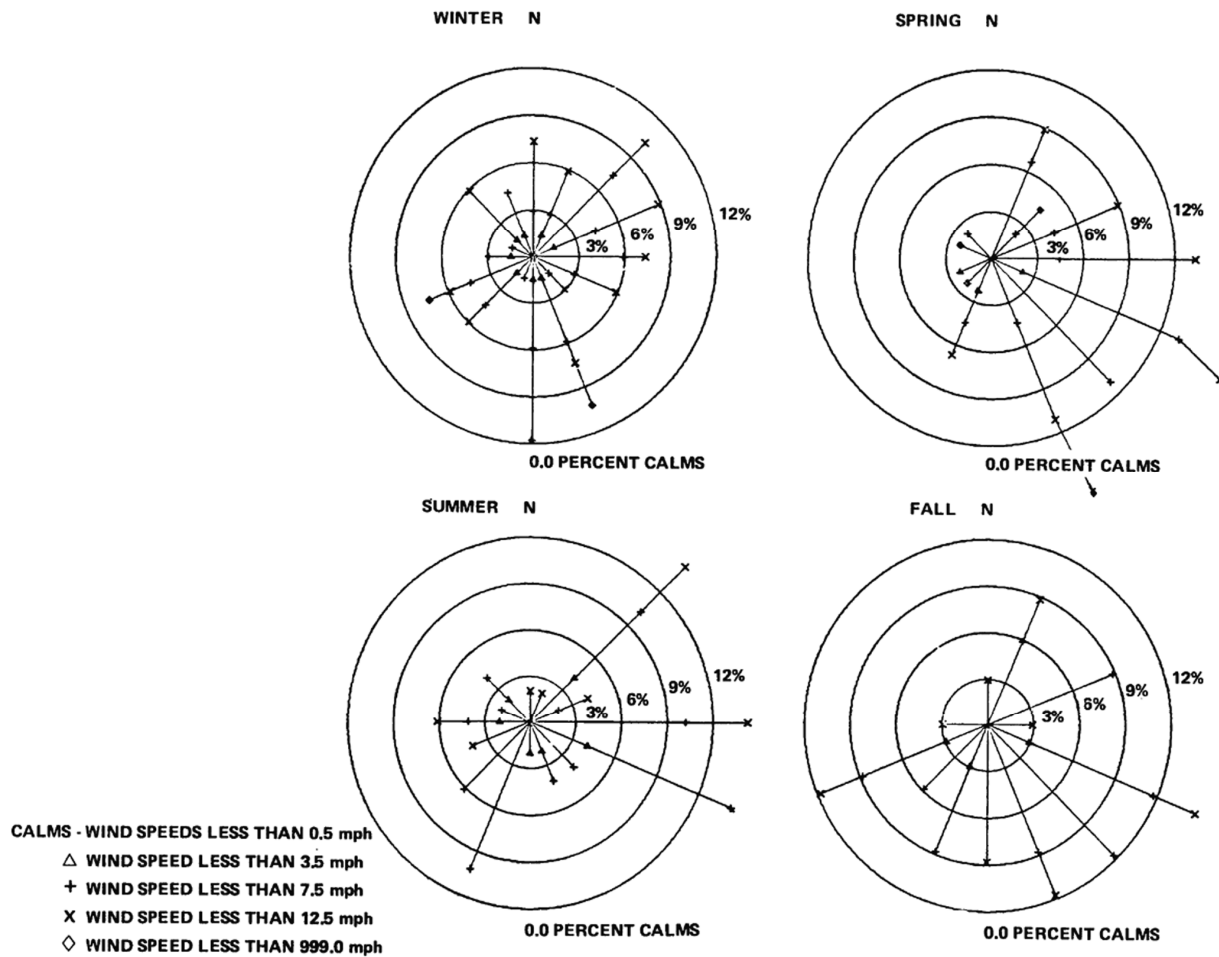 WINTER N
3% 6% 9% 12%
0.0 PERCENT CALMS
SPRING N
3% 6% 9% 12%
0.0 PERCENT CALMS
SUMMER N
3% 6% 9% 12%
0.0 PERCENT CALMS
FALL N
3% 6% 9% 12%
0.0 PERCENT CALMS
CALMS - WIND SPEEDS LESS THAN 0.5 mph
△ WIND SPEED LESS THAN 3.5 mph
+ WIND SPEED LESS THAN 7.5 mph
X WIND SPEED LESS THAN 12.5 mph
◇ WIND SPEED LESS THAN 999.0 mph